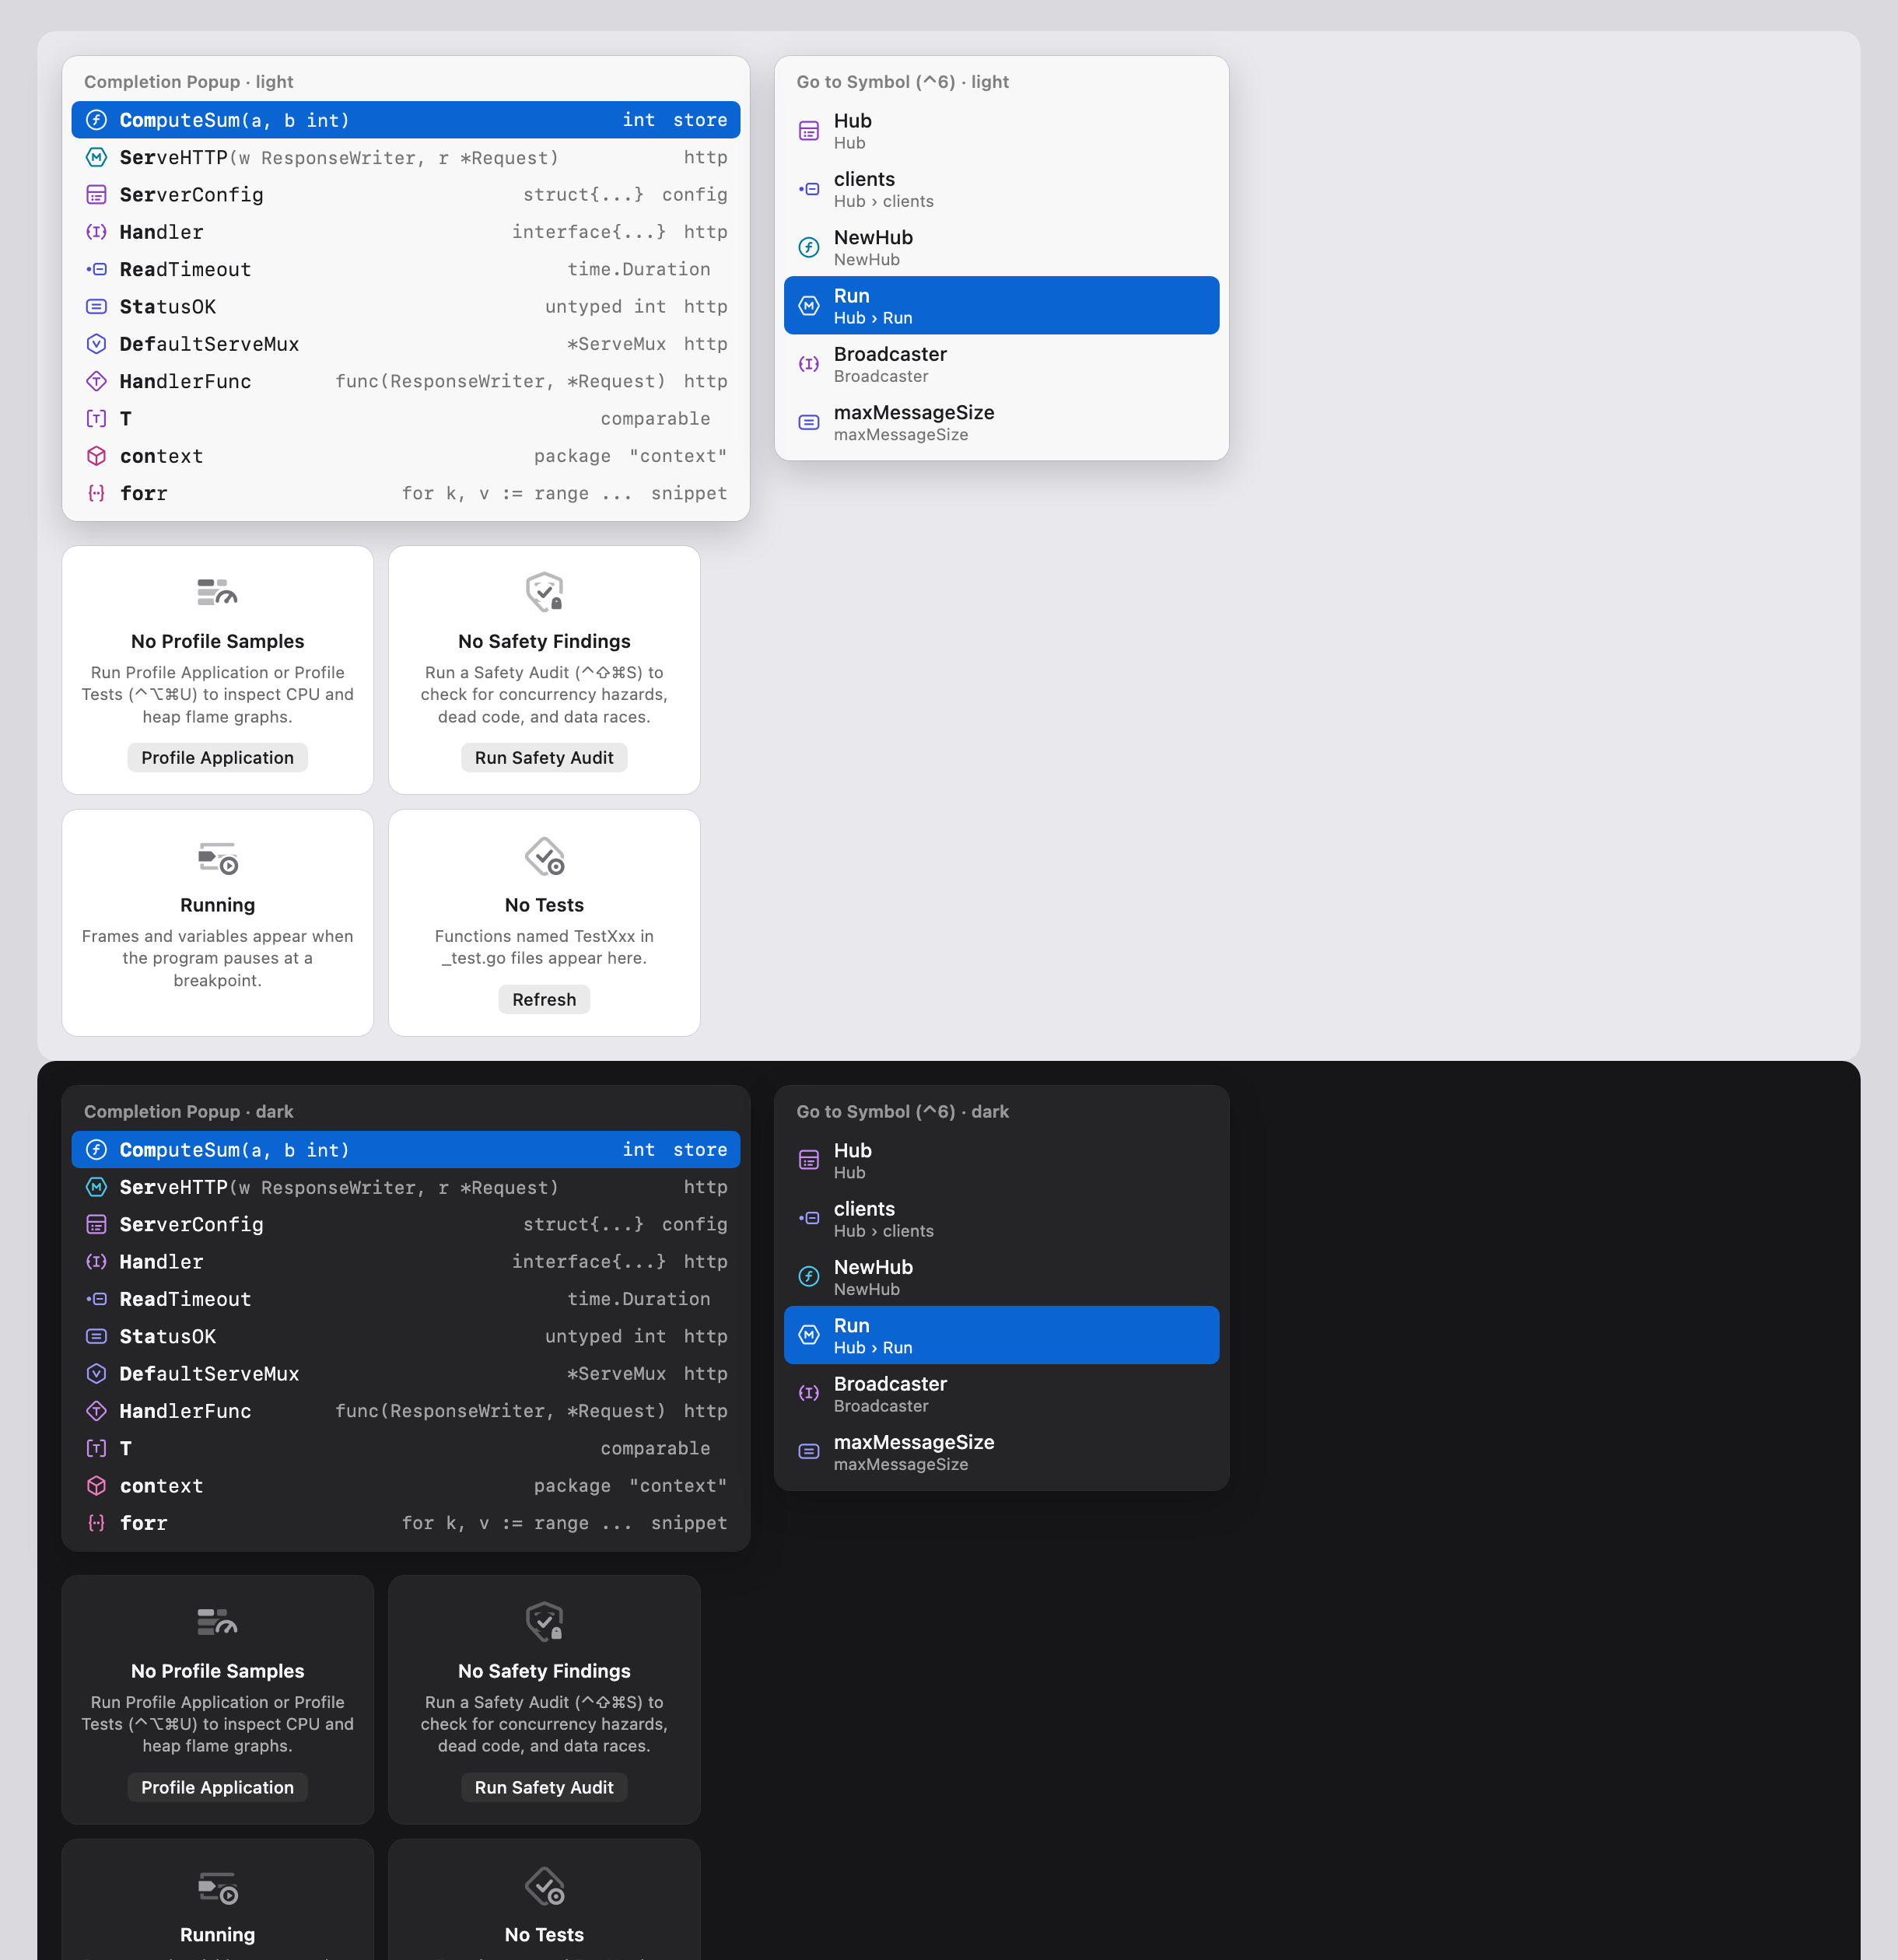 Completion Popup · light
ComputeSum(a, b int) int store
ServeHTTP(w ResponseWriter, r *Request) http
ServerConfig struct{...} config
Handler interface{...} http
ReadTimeout time.Duration
StatusOK untyped int http
DefaultServeMux *ServeMux http
HandlerFunc func(ResponseWriter, *Request) http
T comparable
context package "context"
forr for k, v := range ... snippet
Go to Symbol (^6) · light
Hub
Hub
clients
Hub › clients
NewHub
NewHub
Run
Hub › Run
Broadcaster
Broadcaster
maxMessageSize
maxMessageSize
No Profile Samples
Run Profile Application or Profile
Tests (^⌥⌘U) to inspect CPU and
heap flame graphs.
Profile Application
No Safety Findings
Run a Safety Audit (^⇧⌘S) to
check for concurrency hazards,
dead code, and data races.
Run Safety Audit
Running
Frames and variables appear when
the program pauses at a
breakpoint.
No Tests
Functions named TestXxx in
_test.go files appear here.
Refresh
Completion Popup · dark
ComputeSum(a, b int) int store
ServeHTTP(w ResponseWriter, r *Request) http
ServerConfig struct{...} config
Handler interface{...} http
ReadTimeout time.Duration
StatusOK untyped int http
DefaultServeMux *ServeMux http
HandlerFunc func(ResponseWriter, *Request) http
T comparable
context package "context"
forr for k, v := range ... snippet
Go to Symbol (^6) · dark
Hub
Hub
clients
Hub › clients
NewHub
NewHub
Run
Hub › Run
Broadcaster
Broadcaster
maxMessageSize
maxMessageSize
No Profile Samples
Run Profile Application or Profile
Tests (^⌥⌘U) to inspect CPU and
heap flame graphs.
Profile Application
No Safety Findings
Run a Safety Audit (^⇧⌘S) to
check for concurrency hazards,
dead code, and data races.
Run Safety Audit
Running
No Tests